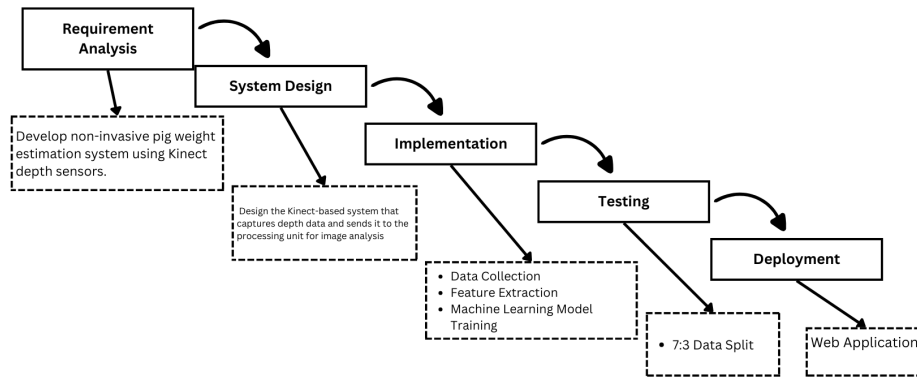 Requirement
Analysis
System Design
Develop non-invasive pig weight
estimation system using Kinect
depth sensors.
Implementation
Testing
Design the Kinect-based system that
captures depth data and sends it to the
processing unit for image analysis
Deployment
• Data Collection
• Feature Extraction
• Machine Learning Model
Training
• 7:3 Data Split
Web Application